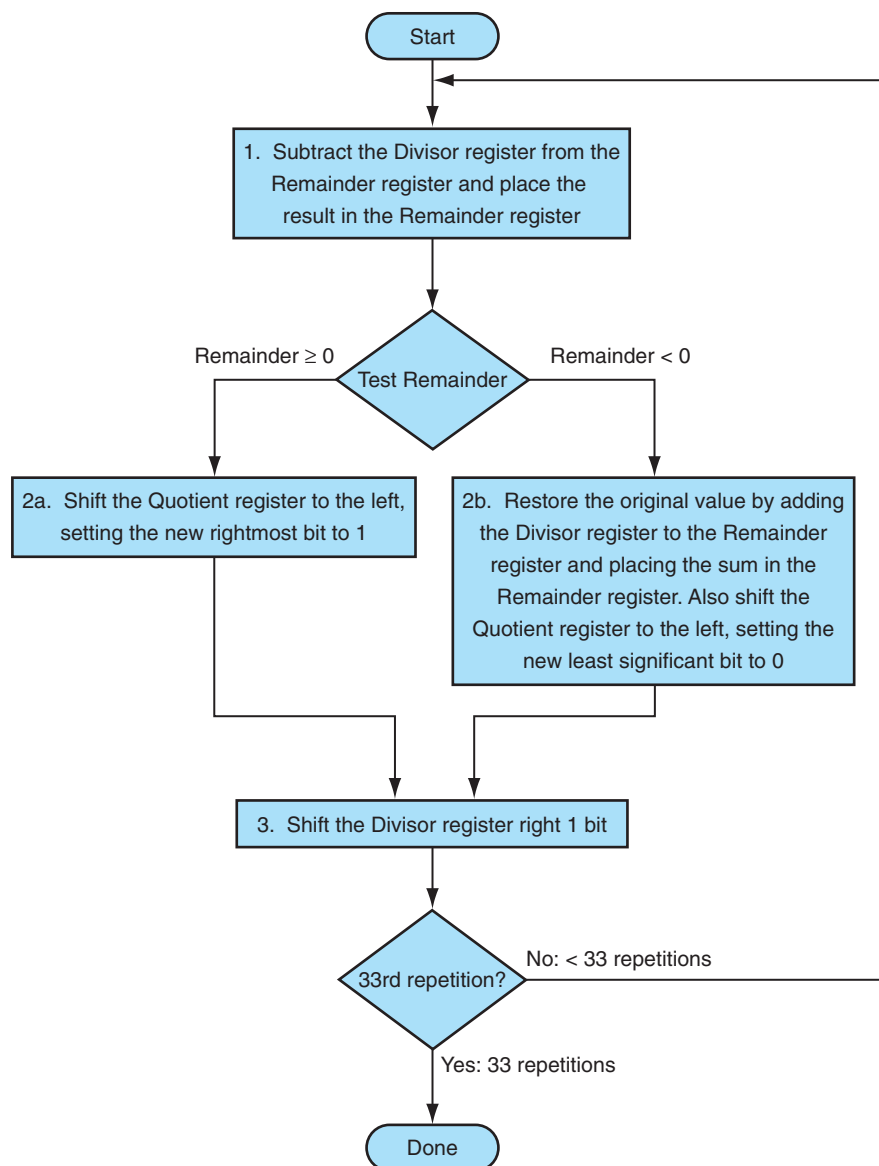 Start
1. Subtract the Divisor register from the
Remainder register and place the
result in the Remainder register
Remainder ≥ 0
Remainder < 0
Test Remainder
2a. Shift the Quotient register to the left,
setting the new rightmost bit to 1
2b. Restore the original value by adding
the Divisor register to the Remainder
register and placing the sum in the
Remainder register. Also shift the
Quotient register to the left, setting the
new least significant bit to 0
3. Shift the Divisor register right 1 bit
33rd repetition?
No: < 33 repetitions
Yes: 33 repetitions
Done